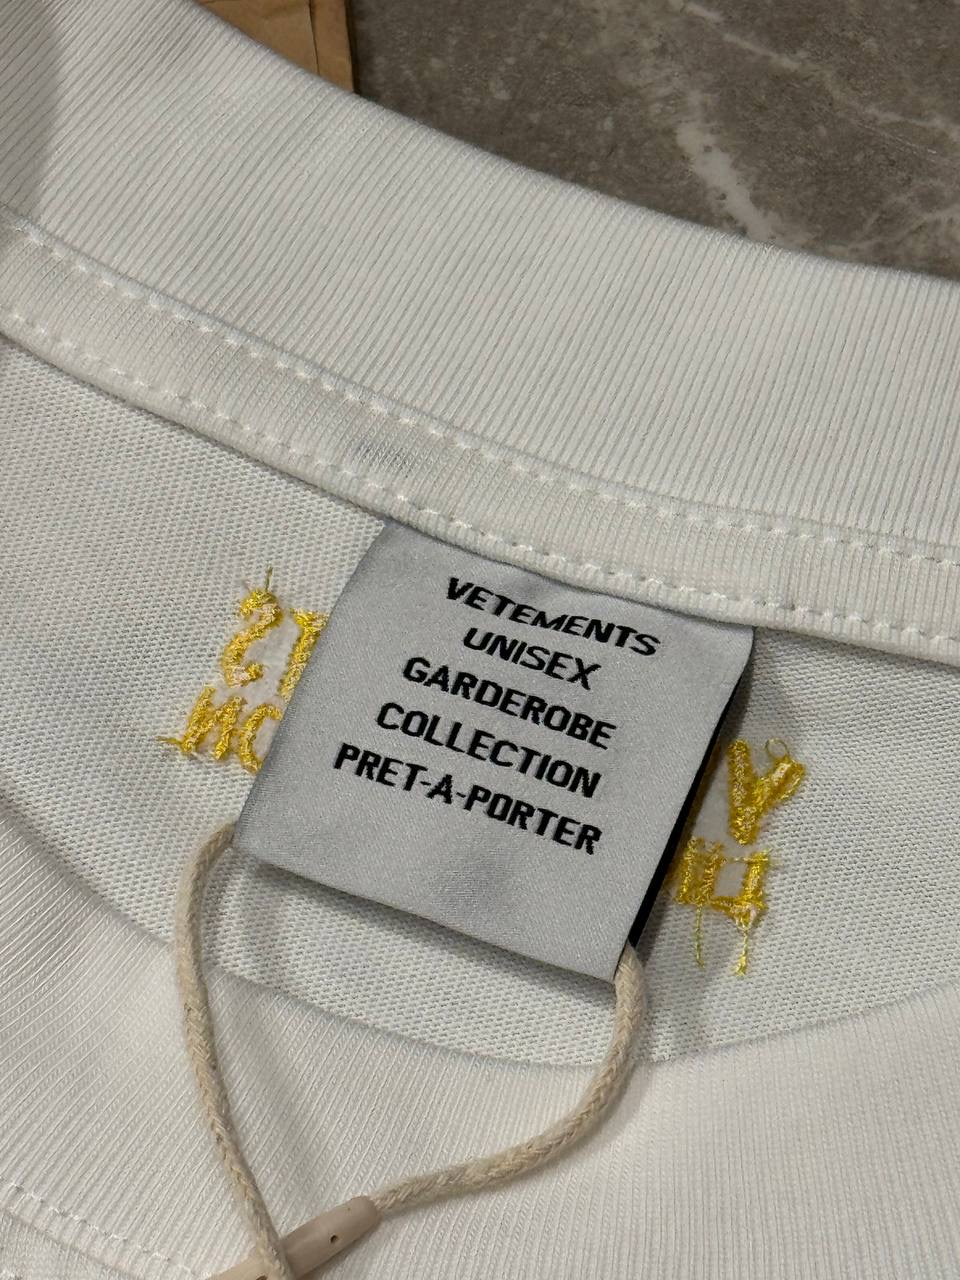 VETEMENTS
UNISEX
GARDEROBE
COLLECTION
PRET-A-PORTER